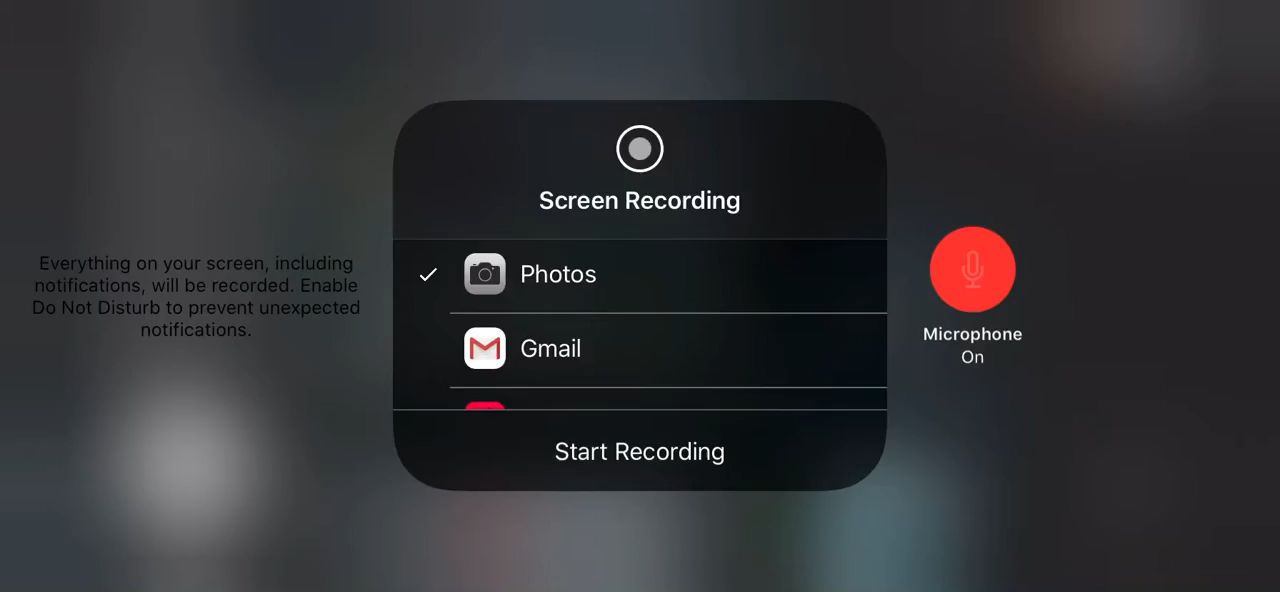 Screen Recording
Everything on your screen, including
notifications, will be recorded. Enable
Do Not Disturb to prevent unexpected
notifications.
Photos
Gmail
Start Recording
Microphone
On